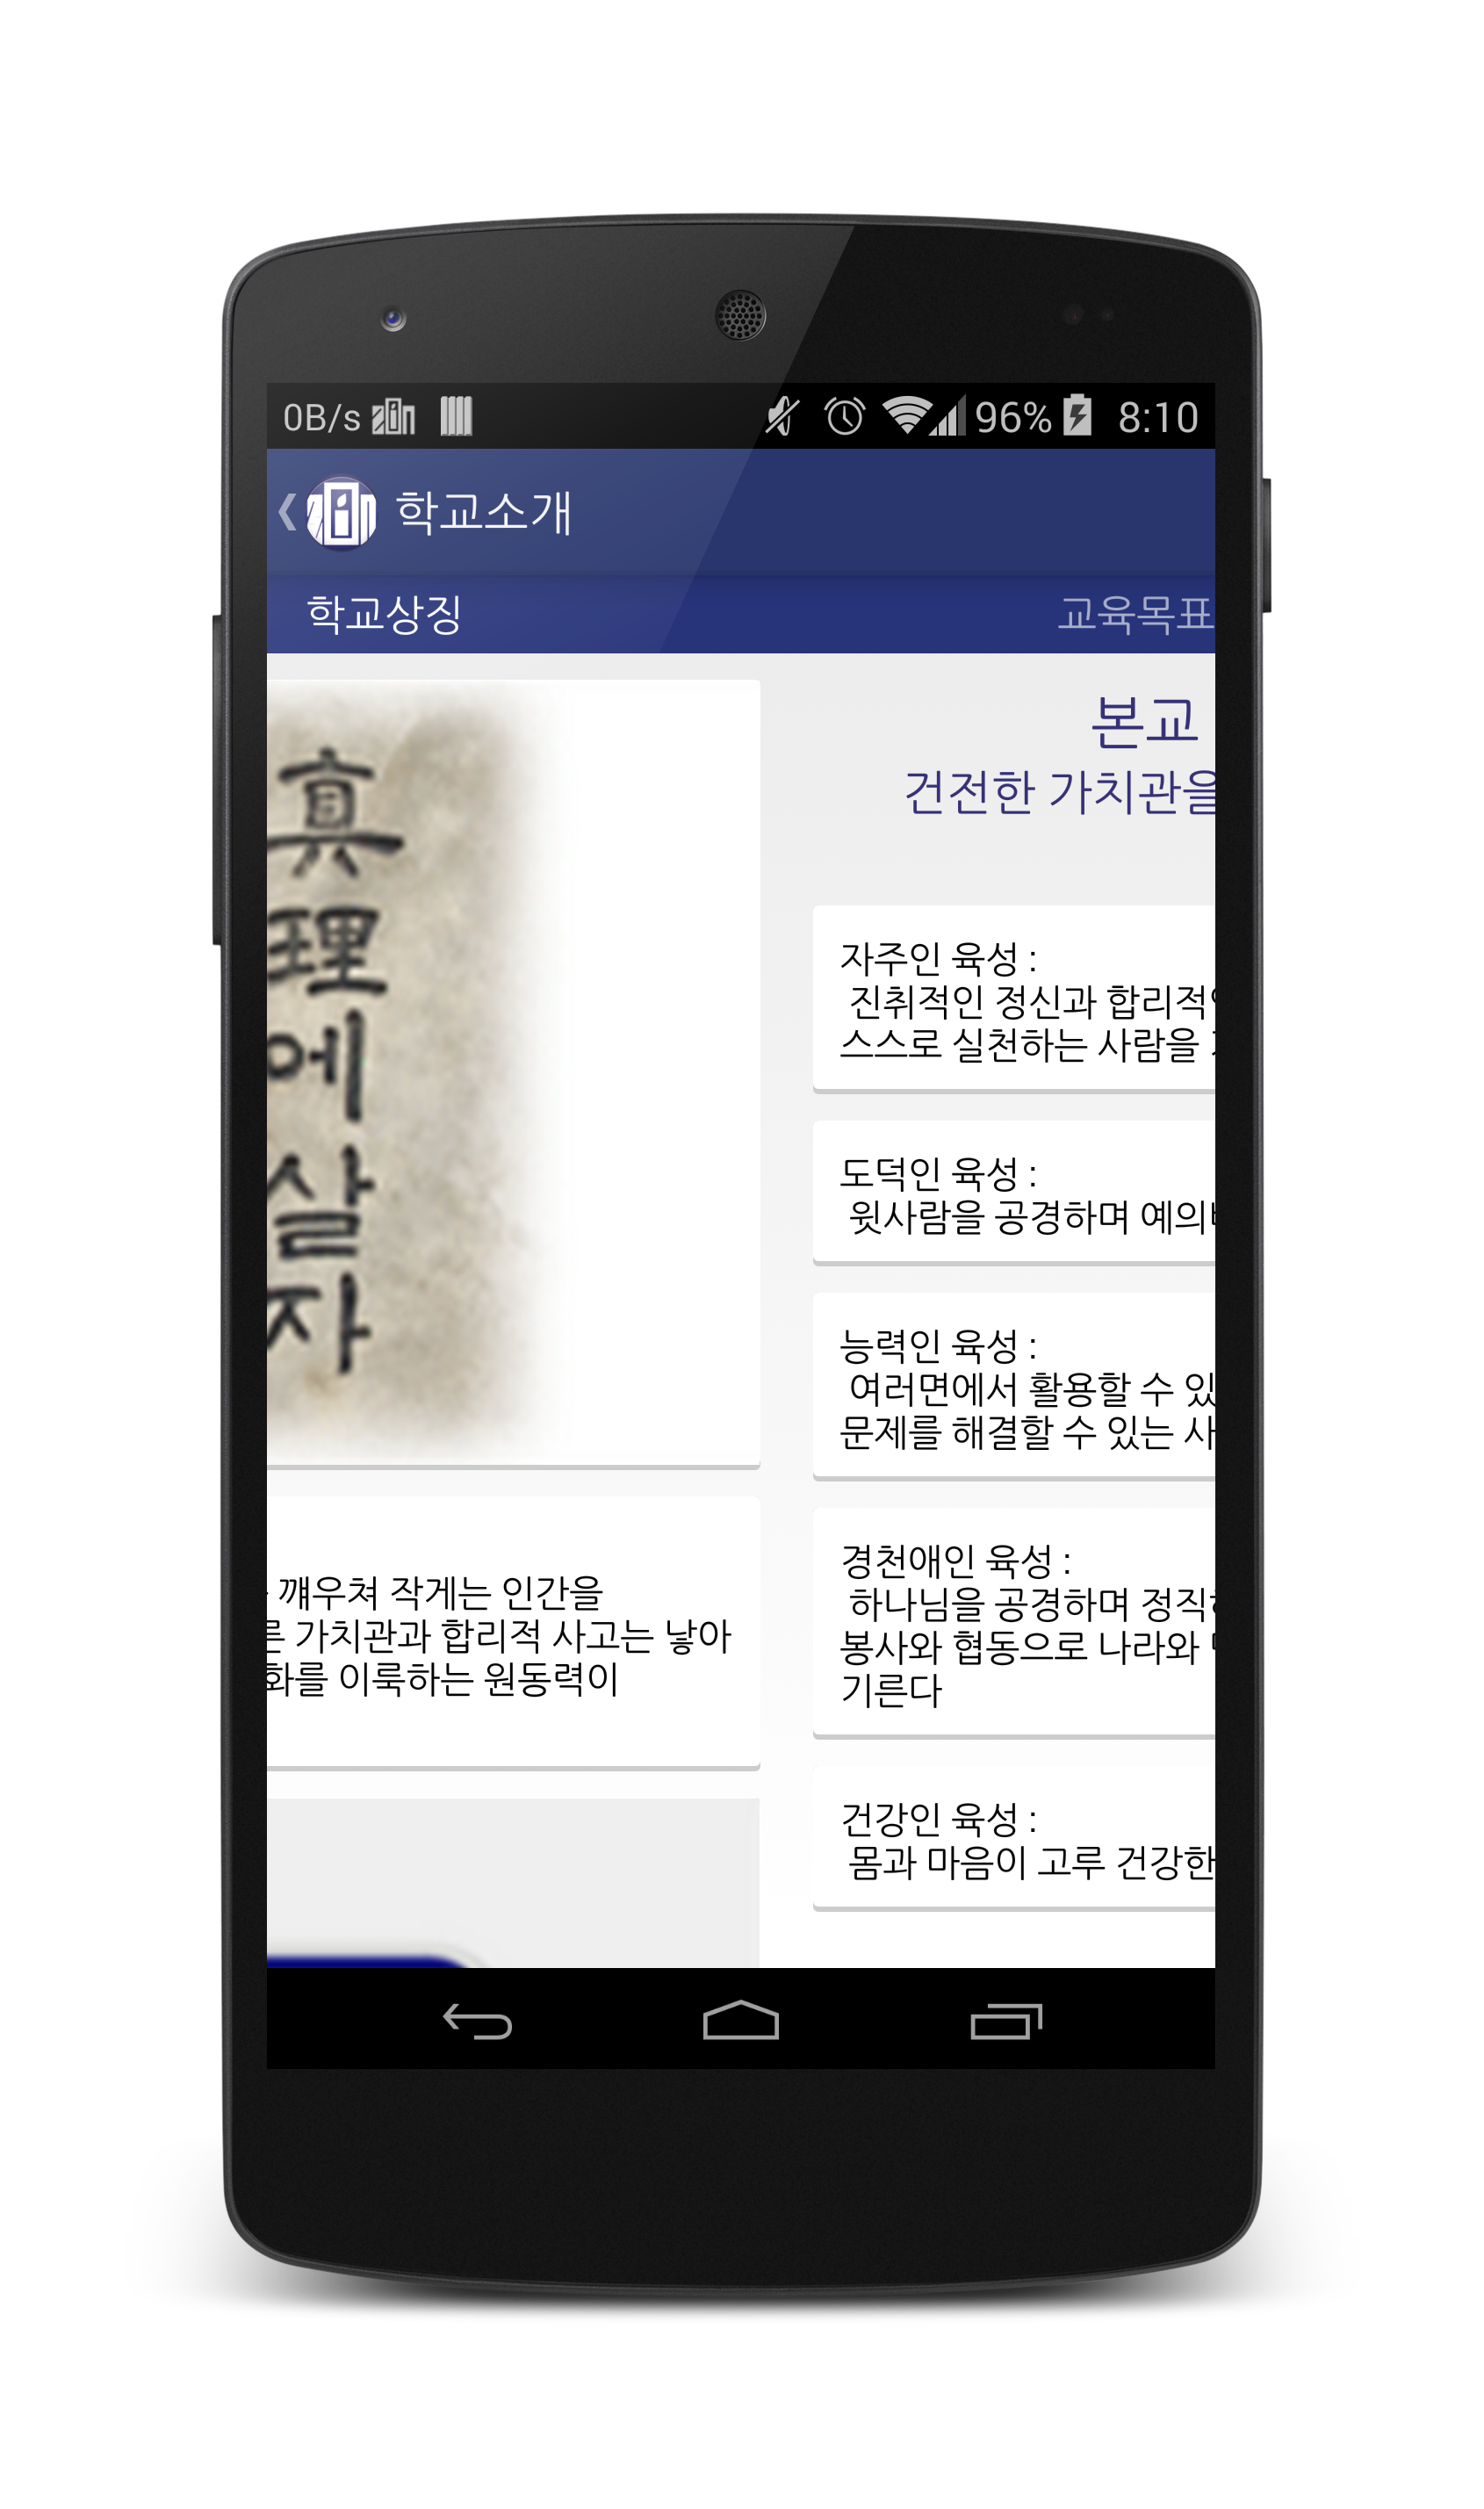 0B/s 96% 8:10
학교소개
학교상징 교육목표
真
理
에
살
자
깨우쳐 작게는 인간을
가치관과 합리적 사고는 낳아
화를 이룩하는 원동력이
본교
건전한 가치관을
자주인 육성 :
진취적인 정신과 합리적
스스로 실천하는 사람을
도덕인 육성 :
윗사람을 공경하며 예의
능력인 육성 :
여러면에서 활용할 수 있
문제를 해결할 수 있는 사
경천애인 육성 :
하나님을 공경하며 정직
봉사와 협동으로 나라와
기른다
건강인 육성 :
몸과 마음이 고루 건강한